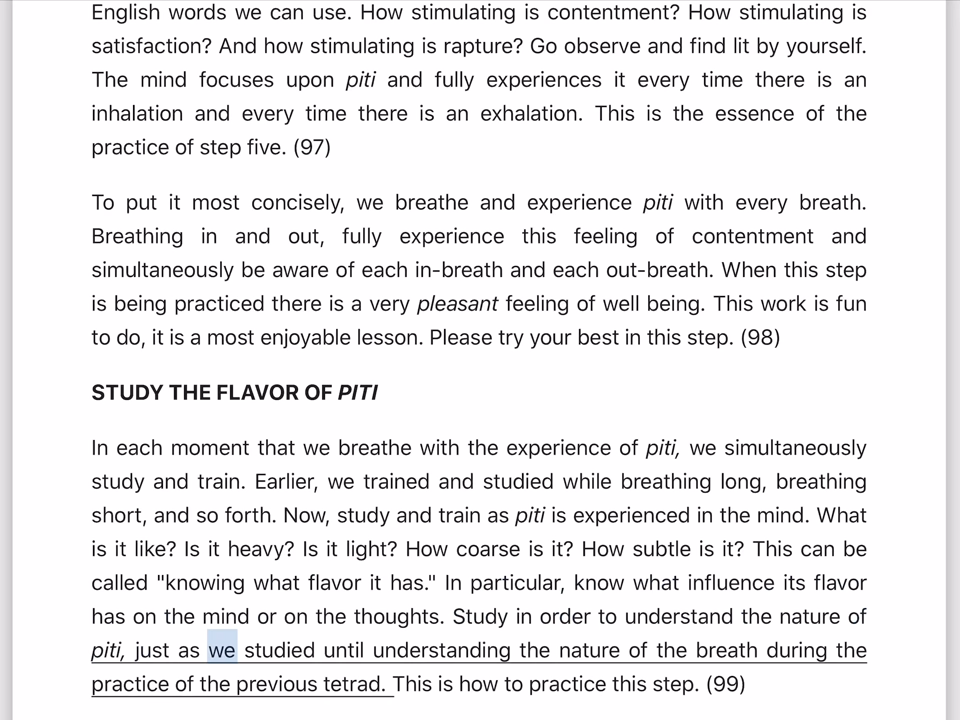 English words we can use. How stimulating is contentment? How stimulating is
satisfaction? And how stimulating is rapture? Go observe and find lit by yourself.
The mind focuses upon piti and fully experiences it every time there is an
inhalation and every time there is an exhalation. This is the essence of the
practice of step five. (97)
To put it most concisely, we breathe and experience piti with every breath.
Breathing in and out, fully experience this feeling of contentment and
simultaneously be aware of each in-breath and each out-breath. When this step
is being practiced there is a very pleasant feeling of well being. This work is fun
to do, it is a most enjoyable lesson. Please try your best in this step. (98)
STUDY THE FLAVOR OF PITI
In each moment that we breathe with the experience of piti, we simultaneously
study and train. Earlier, we trained and studied while breathing long, breathing
short, and so forth. Now, study and train as piti is experienced in the mind. What
is it like? Is it heavy? Is it light? How coarse is it? How subtle is it? This can be
called "knowing what flavor it has." In particular, know what influence its flavor
has on the mind or on the thoughts. Study in order to understand the nature of
piti, just as we studied until understanding the nature of the breath during the
practice of the previous tetrad. This is how to practice this step. (99)